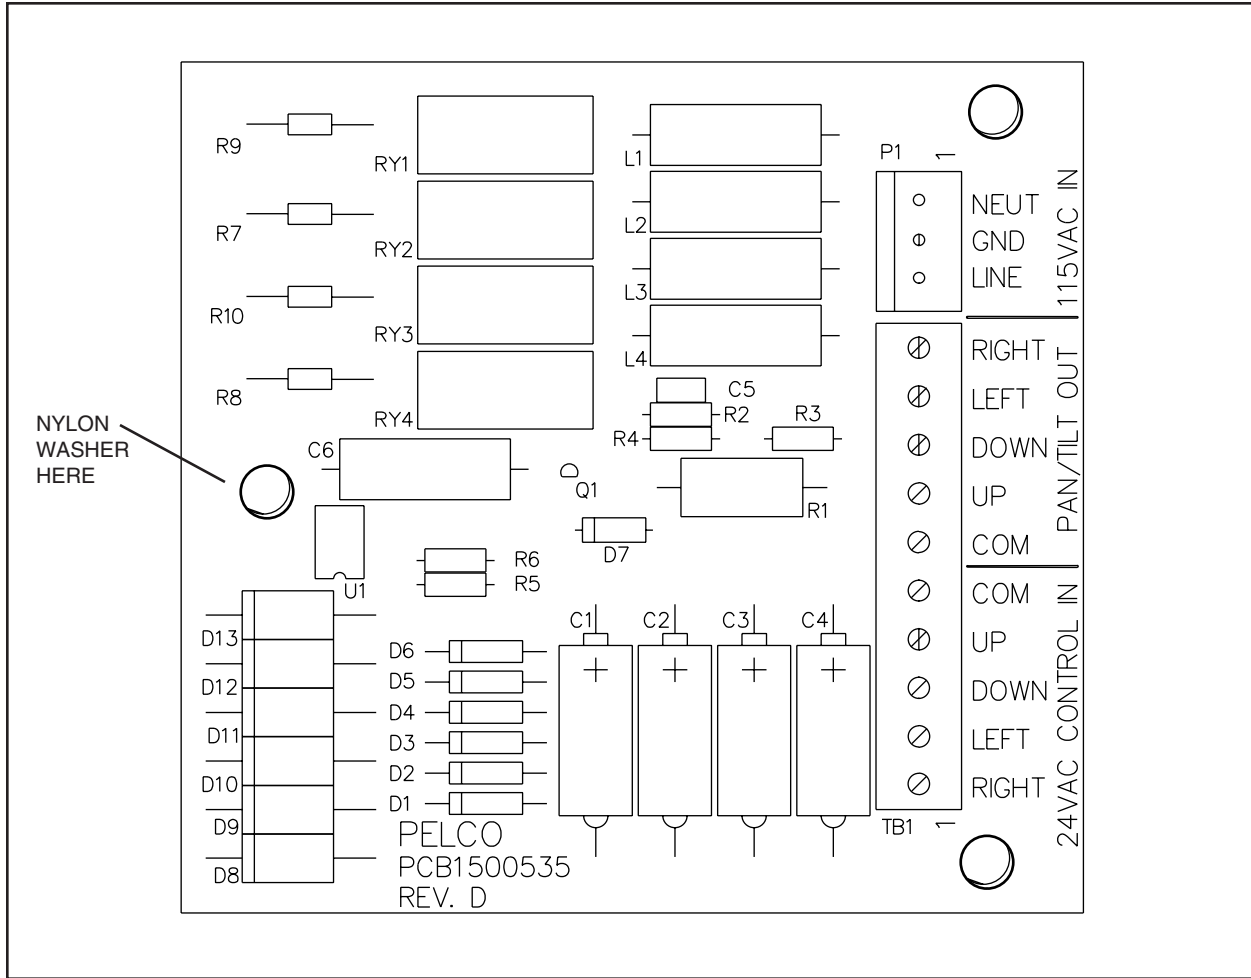 R9
RY1
L1
P1
1
R7
RY2
L2
NEUT
GND
LINE
115VAC IN
R10
RY3
L3
R8
RY4
L4
C5
R2
R4
R3
RIGHT
LEFT
DOWN
UP
COM
PAN/TILT OUT
NYLON
WASHER
HERE
C6
Q1
R1
D7
U1
R6
R5
COM
UP
DOWN
LEFT
RIGHT
24VAC CONTROL IN
D13
D12
D11
D10
D9
D8
D6
D5
D4
D3
D2
D1
C1
C2
C3
C4
TB1
1
PELCO
PCB1500535
REV. D